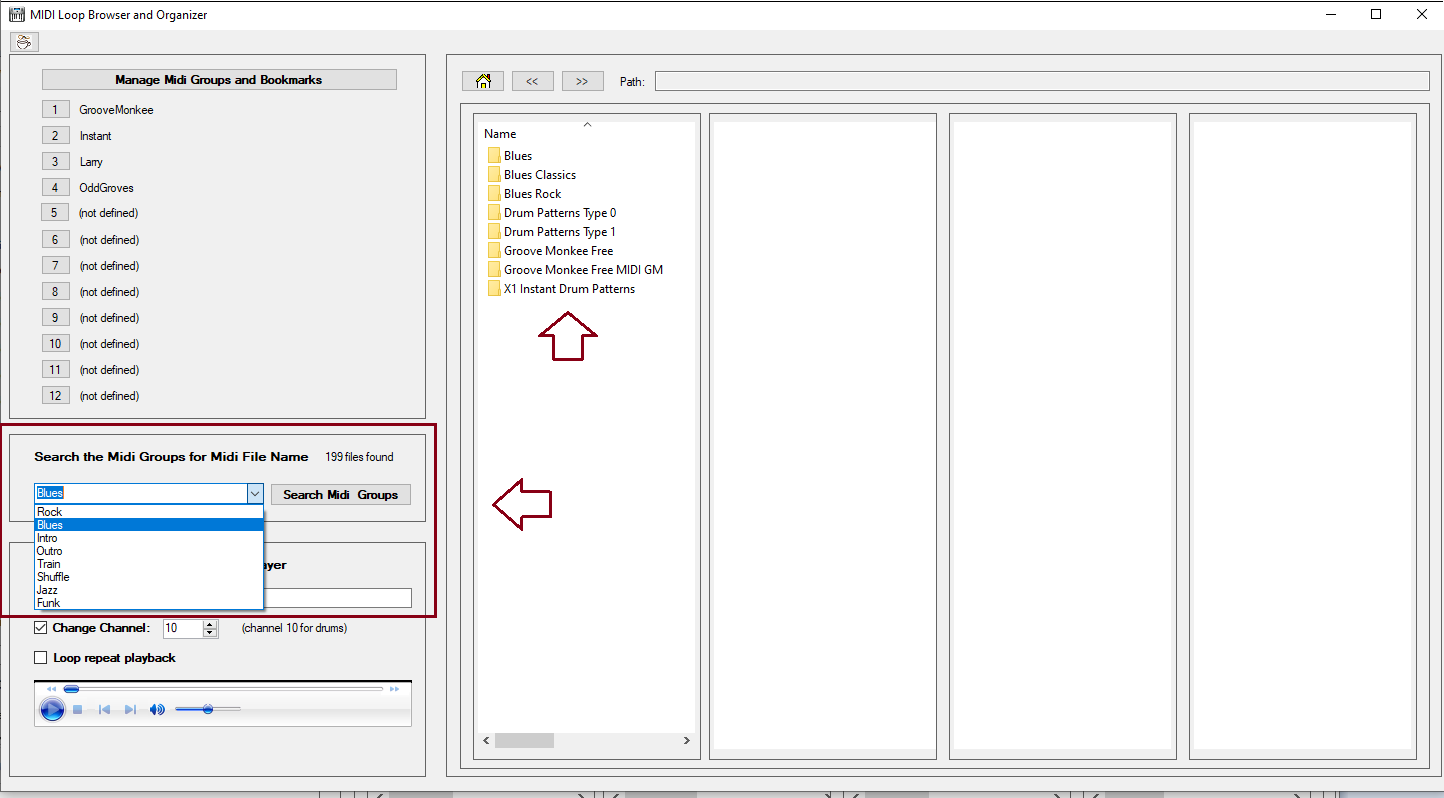 MIDI Loop Browser and Organizer
Manage Midi Groups and Bookmarks
1 GrooveMonkee
2 Instant
3 Larry
4 OddGroves
5 (not defined)
6 (not defined)
7 (not defined)
8 (not defined)
9 (not defined)
10 (not defined)
11 (not defined)
12 (not defined)
Search the Midi Groups for Midi File Name 199 files found
Blues
Search Midi Groups
Rock
Blues
Intro
Outro
Train
Shuffle
Jazz
Funk
ayer
Change Channel: 10 (channel 10 for drums)
Loop repeat playback
<< >> Path:
Name
Blues
Blues Classics
Blues Rock
Drum Patterns Type 0
Drum Patterns Type 1
Groove Monkee Free
Groove Monkee Free MIDI GM
X1 Instant Drum Patterns